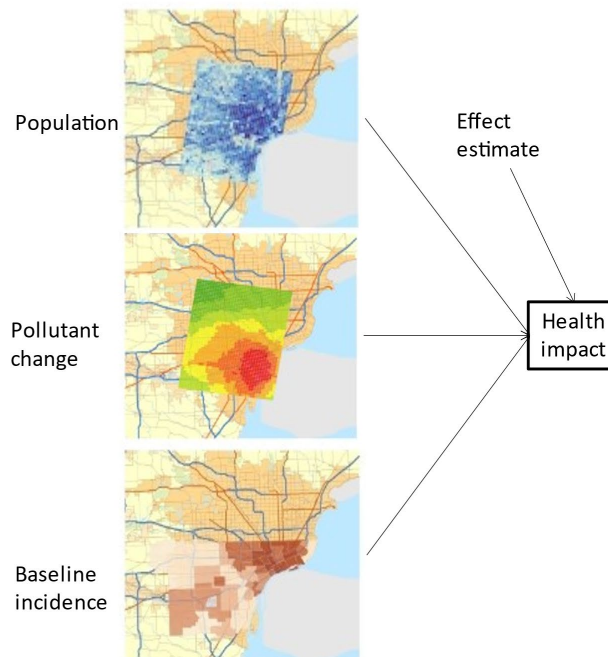 Population
Effect
estimate
Pollutant
change
Health
impact
Baseline
incidence